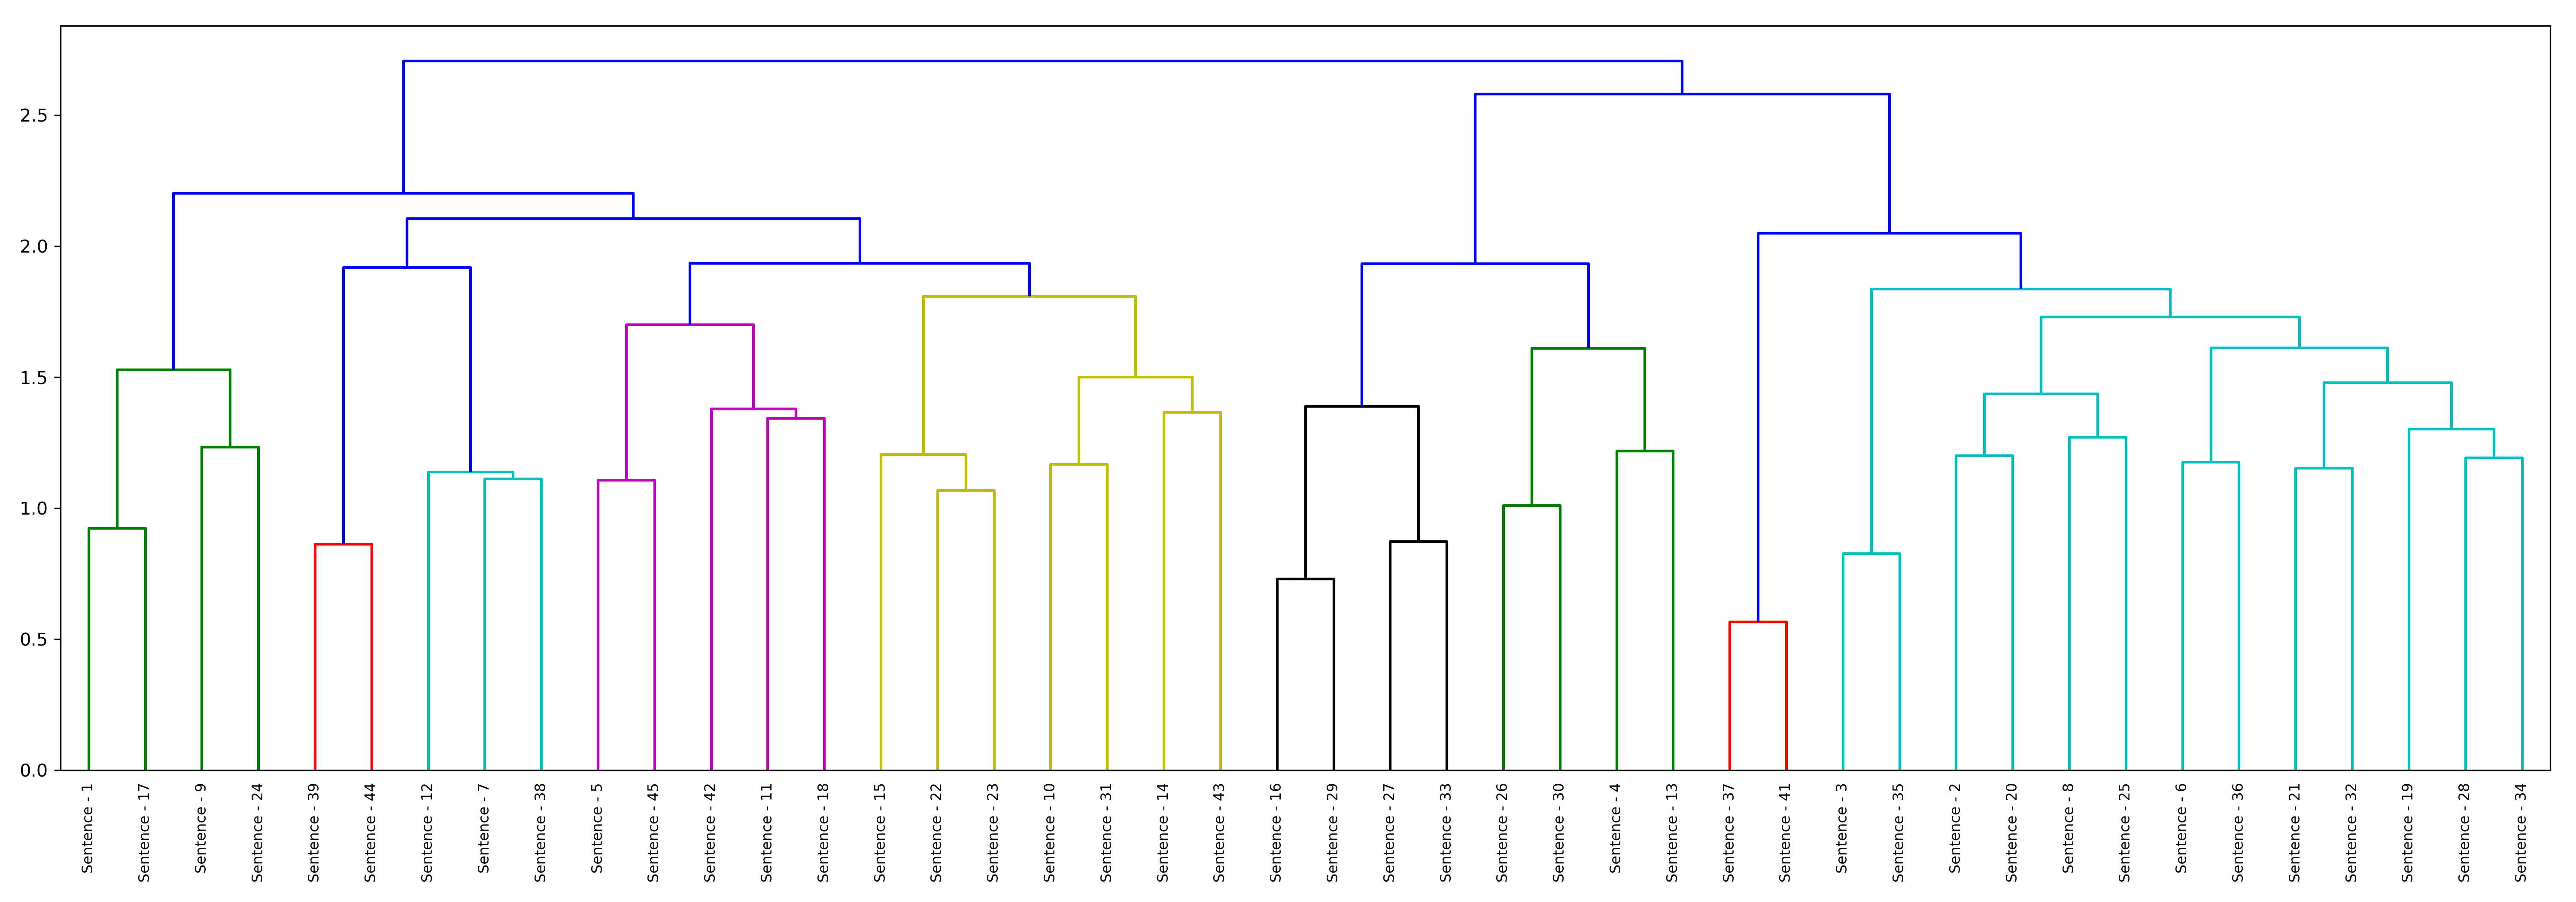 2.5
2.0
1.5
1.0
0.5
0.0
Sentence - 1
Sentence - 17
Sentence - 9
Sentence - 24
Sentence - 39
Sentence - 44
Sentence - 12
Sentence - 7
Sentence - 38
Sentence - 5
Sentence - 45
Sentence - 42
Sentence - 11
Sentence - 18
Sentence - 15
Sentence - 22
Sentence - 23
Sentence - 10
Sentence - 31
Sentence - 14
Sentence - 43
Sentence - 16
Sentence - 29
Sentence - 27
Sentence - 33
Sentence - 26
Sentence - 30
Sentence - 4
Sentence - 13
Sentence - 37
Sentence - 41
Sentence - 3
Sentence - 35
Sentence - 2
Sentence - 20
Sentence - 8
Sentence - 25
Sentence - 6
Sentence - 36
Sentence - 21
Sentence - 32
Sentence - 19
Sentence - 28
Sentence - 34